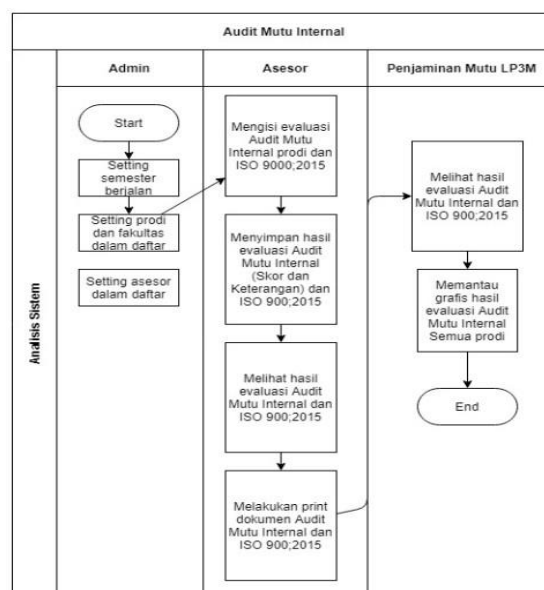 Audit Mutu Internal
Admin
Asesor
Penjaminan Mutu LP3M
Analisis Sistem
Start
Setting
semester
berjalan
Setting prodi
dan fakultas
dalam daftar
Setting asesor
dalam daftar
Mengisi evaluasi
Audit Mutu
Internal prodi dan
ISO 9000;2015
Menyimpan hasil
evaluasi Audit
Mutu Internal
(Skor dan
Keterangan) dan
ISO 900;2015
Melihat hasil
evaluasi Audit
Mutu Internal dan
ISO 900;2015
Melakukan print
dokumen Audit
Mutu Internal dan
ISO 900;2015
Melihat hasil
evaluasi Audit
Mutu Internal dan
ISO 900;2015
Memantau
grafis hasil
evaluasi Audit
Mutu Internal
Semua prodi
End